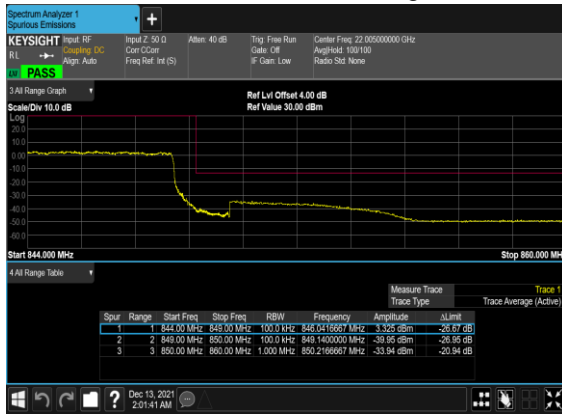 Spectrum Analyzer 1
Spurious Emissions
KEYSIGHT Input: RF Input Z: 50 Ω Atten: 40 dB Trig: Free Run Center Freq: 22.005000000 GHz
RL Coupling: DC Corr CCorr Gate: Off Avg|Hold: 100/100
Align: Auto Freq Ref: Int (S) IF Gain: Low Radio Std: None
LXI PASS
3 All Range Graph
Ref Lvl Offset 4.00 dB
Scale/Div 10.0 dB Ref Value 30.00 dBm
Log
20.0
10.0
0.00
-10.0
-20.0
-30.0
-40.0
-50.0
-60.0
Start 844.000 MHz Stop 860.000 MH
4 All Range Table
Measure Trace Trace 1
Trace Type Trace Average (Active)
Spur Range Start Freq Stop Freq RBW Frequency Amplitude ΔLimit
1 1 844.00 MHz 849.00 MHz 100.0 kHz 846.0416667 MHz 3.325 dBm -26.67 dB
2 2 849.00 MHz 850.00 MHz 100.0 kHz 849.1400000 MHz -39.95 dBm -26.95 dB
3 3 850.00 MHz 860.00 MHz 1.000 MHz 850.2166667 MHz -33.94 dBm -20.94 dB
? Dec 13, 2021
2:01:41 AM